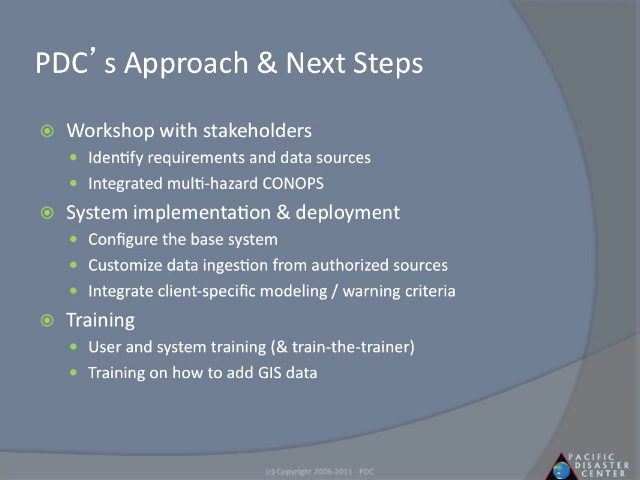 PDC’s Approach & Next Steps
Workshop with stakeholders
Identify requirements and data sources
Integrated multi-hazard CONOPS
System implementation & deployment
Configure the base system
Customize data ingestion from authorized sources
Integrate client-specific modeling / warning criteria
Training
User and system training (& train-the-trainer)
Training on how to add GIS data
(c) Copyright 2006-2011 - PDC
PACIFIC
DISASTER
CENTER